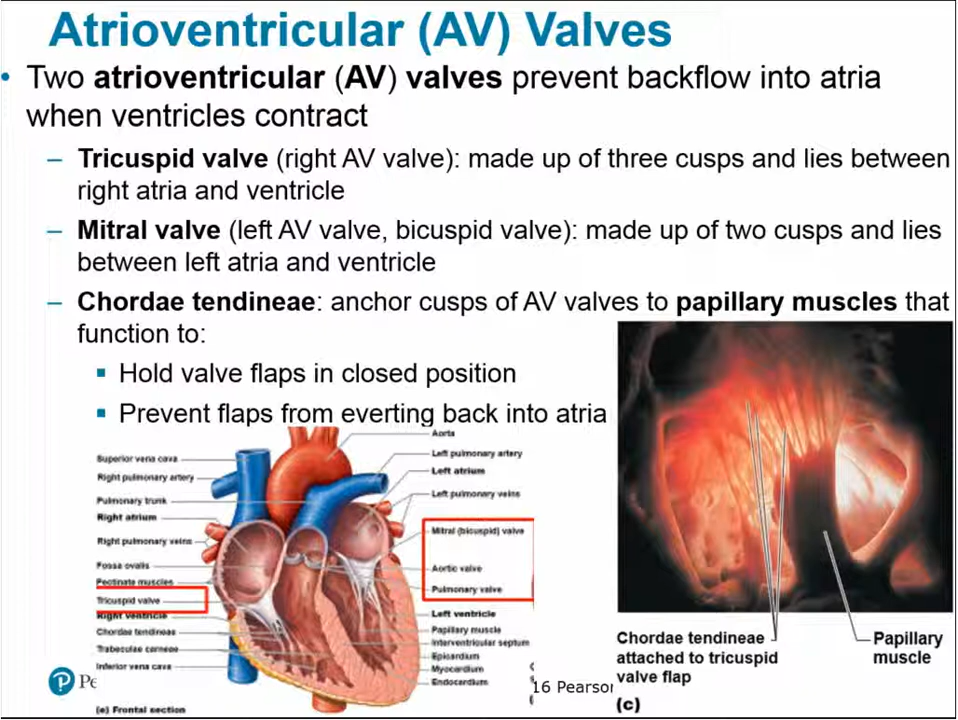 Atrioventricular (AV) Valves
• Two atrioventricular (AV) valves prevent backflow into atria
when ventricles contract
– Tricuspid valve (right AV valve): made up of three cusps and lies between
right atria and ventricle
– Mitral valve (left AV valve, bicuspid valve): made up of two cusps and lies
between left atria and ventricle
– Chordae tendineae: anchor cusps of AV valves to papillary muscles that
function to:
▪ Hold valve flaps in closed position
▪ Prevent flaps from everting back into atria
Superior vena cava
Right pulmonary artery
Pulmonary trunk
Right atrium
Right pulmonary veins
Fossa ovalis
Pectinate muscles
Tricuspid valve
Right ventricle
Chordae tendineae
Trabeculae carneae
Inferior vena cava
Aorta
Left pulmonary artery
Left atrium
Left pulmonary veins
Mitral (bicuspid) valve
Aortic valve
Pulmonary valve
Left ventricle
Papillary muscle
Interventricular septum
Epicardium
Myocardium
Endocardium
(e) Frontal section
Chordae tendineae
attached to tricuspid
valve flap
Papillary
muscle
(c)
P Pe
16 Pearson